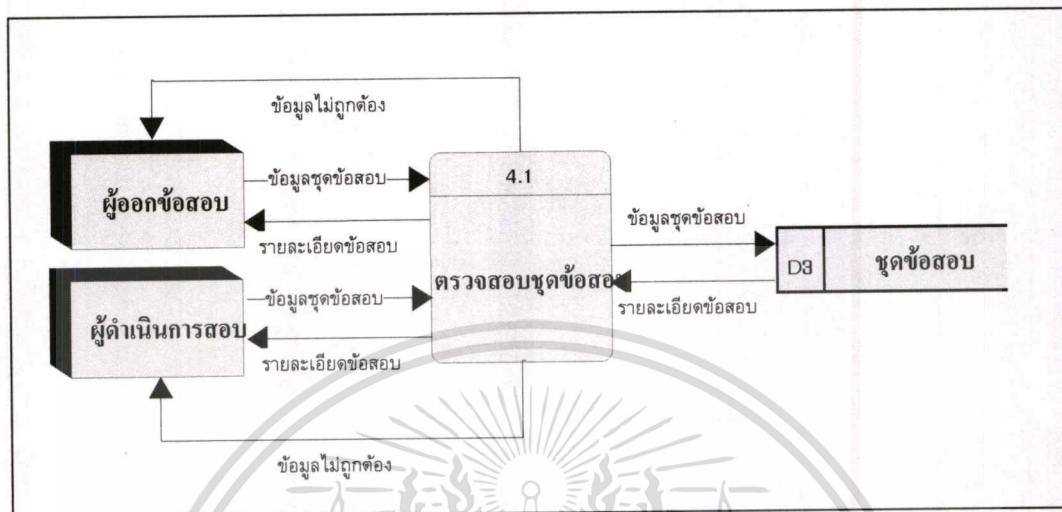 ข้อมูลไม่ถูกต้อง
ผู้ออกข้อสอบ
ข้อมูลชุดข้อสอบ
รายละเอียดข้อสอบ
4.1
ตรวจสอบชุดข้อสอบ
ข้อมูลชุดข้อสอบ
D3
ชุดข้อสอบ
รายละเอียดข้อสอบ
ผู้ดำเนินการสอบ
ข้อมูลชุดข้อสอบ
รายละเอียดข้อสอบ
ข้อมูลไม่ถูกต้อง